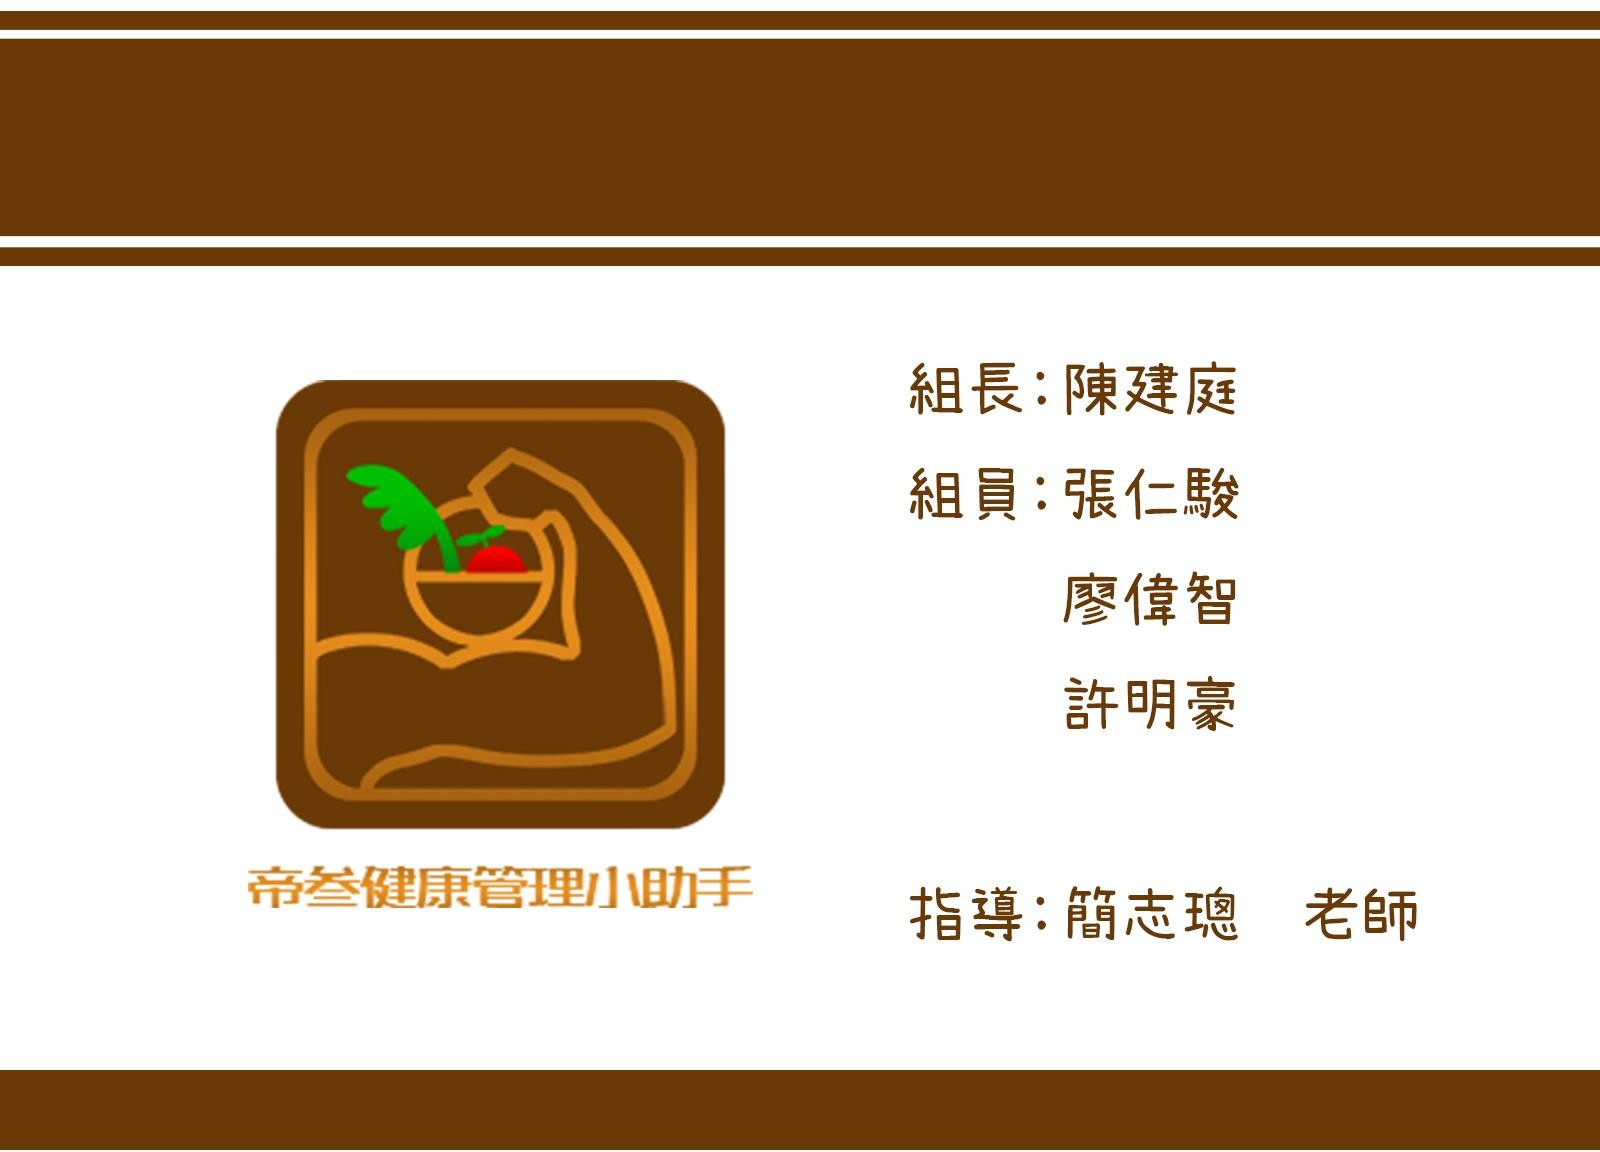 組長：陳建庭
組員：張仁駿
廖偉智
許明豪
帝叁健康管理小助手
指導：簡志璁　老師